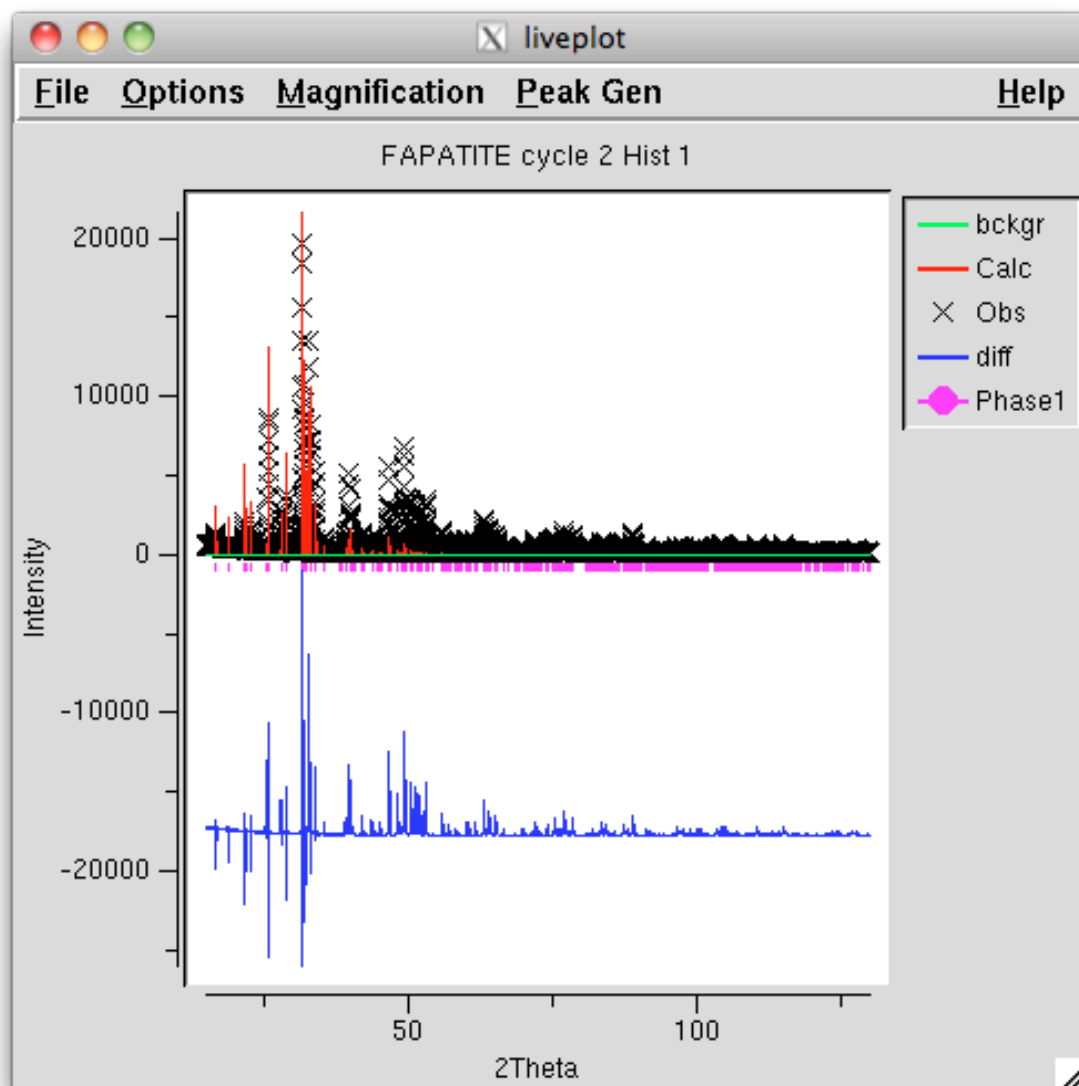 liveplot
File Options Magnification Peak Gen Help
FAPATITE cycle 2 Hist 1
bckgr
Calc
Obs
diff
Phase1
20000
10000
0
-10000
-20000
Intensity
50 100
2Theta